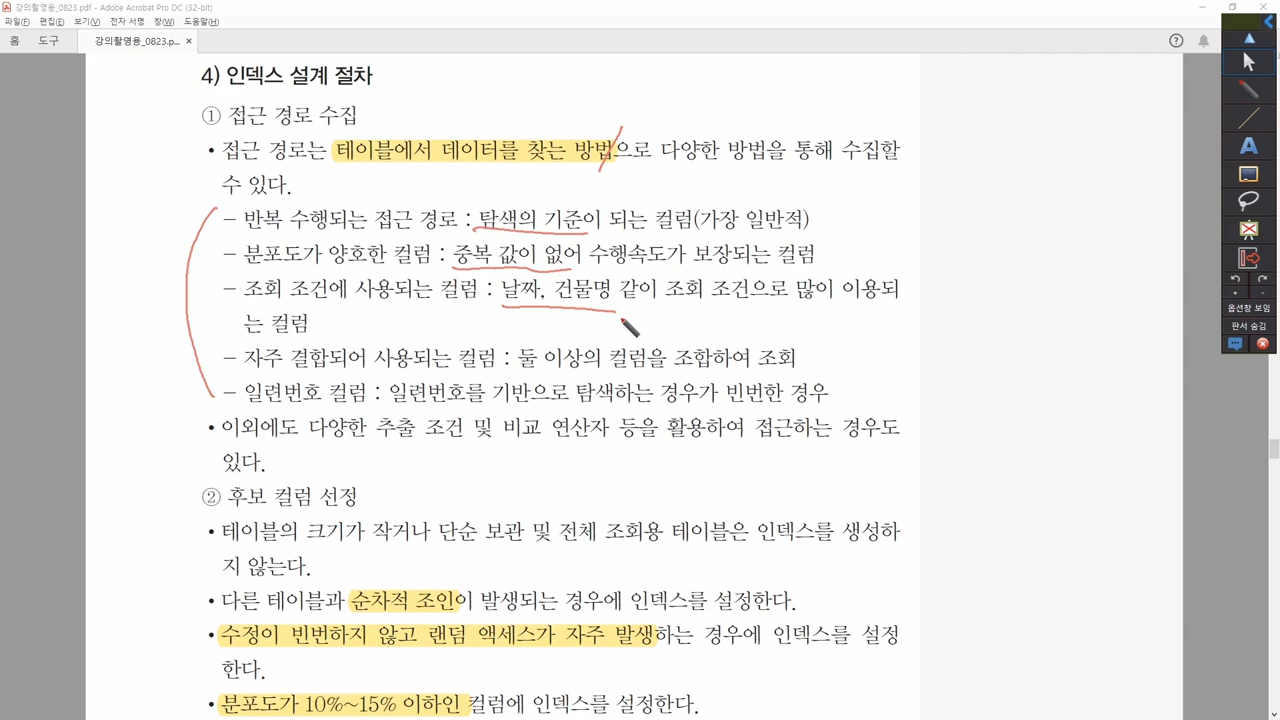 강의촬영용_0823.pdf - Adobe Acrobat Pro DC (32-bit)
파일(F) 편집(E) 보기(V) 전자 서명 창(W) 도움말(H)
홈 도구 강의촬영용_0823.p... ×
4) 인덱스 설계 절차
① 접근 경로 수집
• 접근 경로는 테이블에서 데이터를 찾는 방법으로 다양한 방법을 통해 수집할
수 있다.
– 반복 수행되는 접근 경로 : 탐색의 기준이 되는 컬럼(가장 일반적)
– 분포도가 양호한 컬럼 : 중복 값이 없어 수행속도가 보장되는 컬럼
– 조회 조건에 사용되는 컬럼 : 날짜, 건물명 같이 조회 조건으로 많이 이용되
는 컬럼
– 자주 결합되어 사용되는 컬럼 : 둘 이상의 컬럼을 조합하여 조회
– 일련번호 컬럼 : 일련번호를 기반으로 탐색하는 경우가 빈번한 경우
• 이외에도 다양한 추출 조건 및 비교 연산자 등을 활용하여 접근하는 경우도
있다.
② 후보 컬럼 선정
• 테이블의 크기가 작거나 단순 보관 및 전체 조회용 테이블은 인덱스를 생성하
지 않는다.
• 다른 테이블과 순차적 조인이 발생되는 경우에 인덱스를 설정한다.
• 수정이 빈번하지 않고 랜덤 액세스가 자주 발생하는 경우에 인덱스를 설정
한다.
• 분포도가 10%~15% 이하인 컬럼에 인덱스를 설정한다.
A
+ -
옵션창 보임
판서 숨김